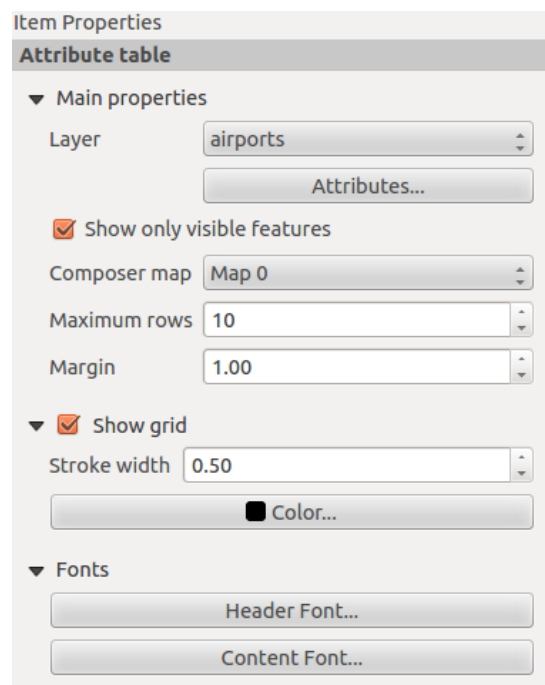 Item Properties
Attribute table
Main properties
Layer airports
Attributes...
Show only visible features
Composer map Map 0
Maximum rows 10
Margin 1.00
Show grid
Stroke width 0.50
Color...
Fonts
Header Font...
Content Font...